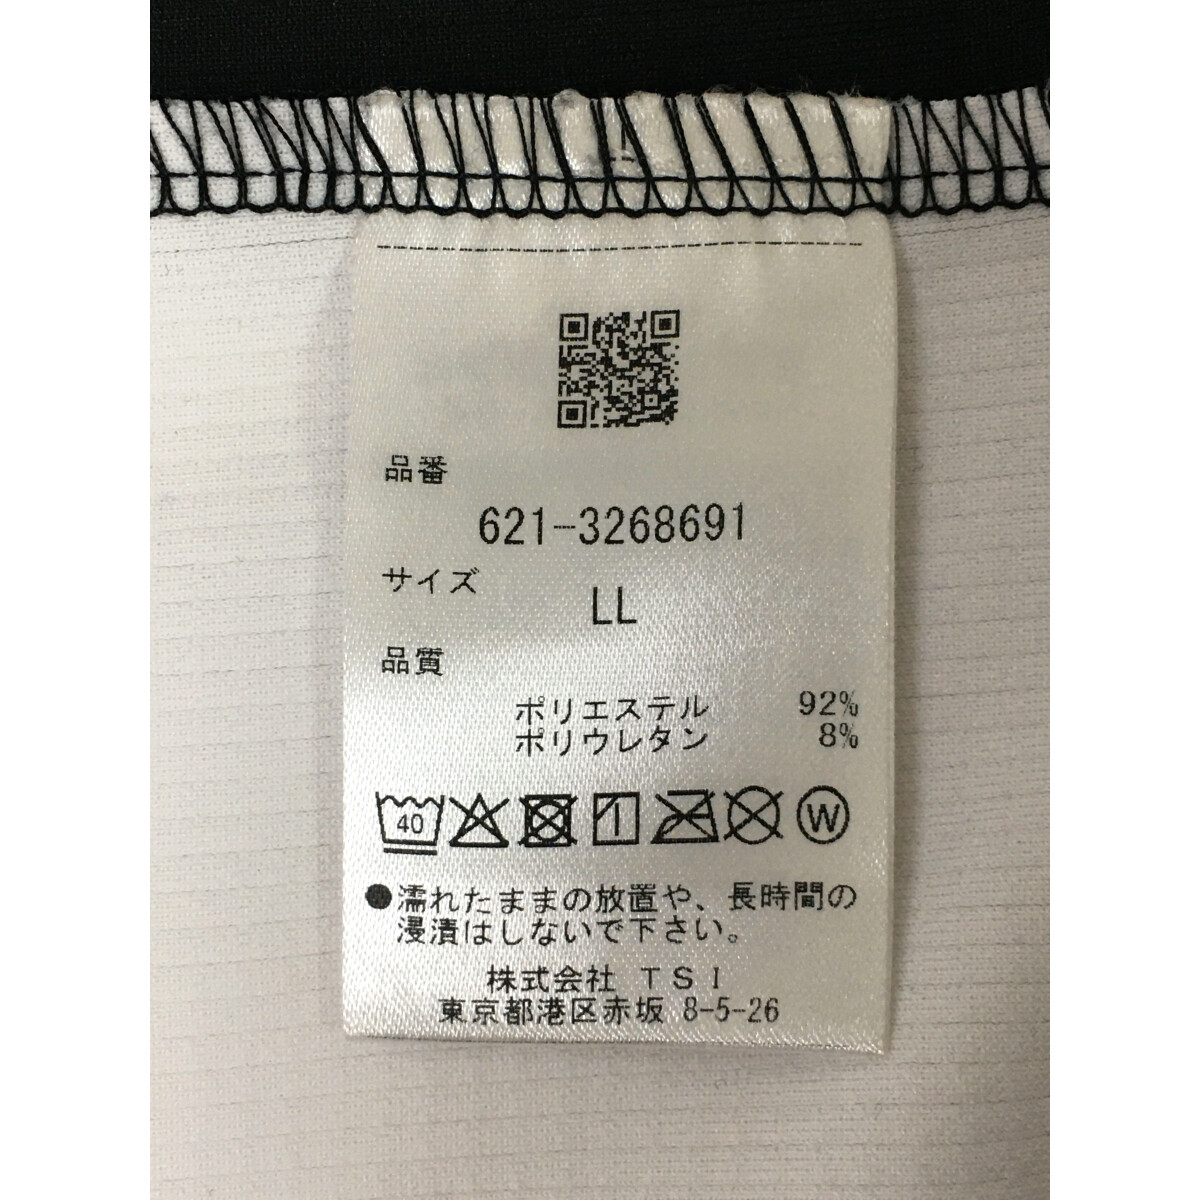 品番
621-3268691
サイズ
LL
品質
ポリエステル 92%
ポリウレタン 8%
40
W
●濡れたままの放置や、長時間の
浸漬はしないで下さい。
株式会社 TSI
東京都港区赤坂 8-5-26